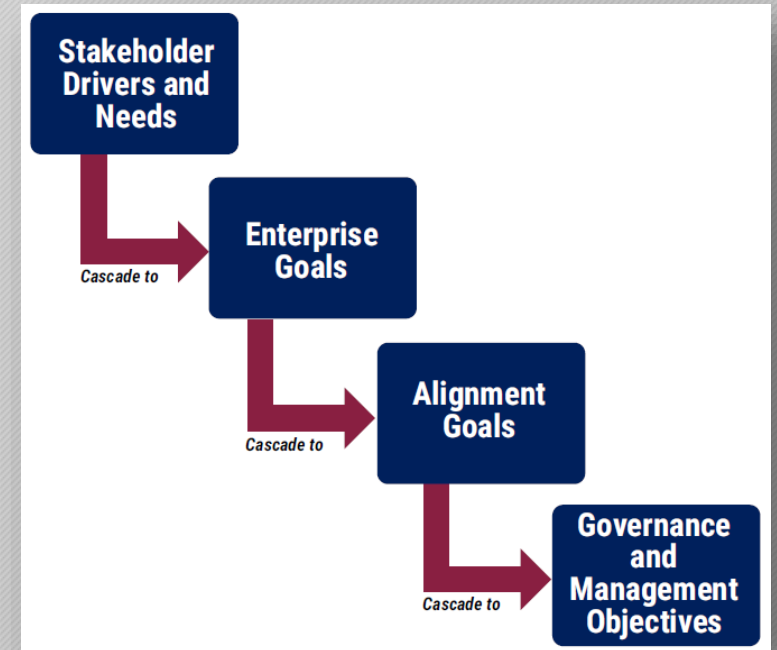 Stakeholder
Drivers and
Needs
Cascade to
Enterprise
Goals
Cascade to
Alignment
Goals
Cascade to
Governance
and
Management
Objectives